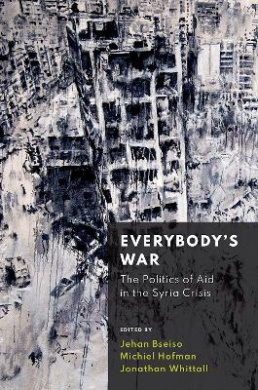 EVERYBODY'S
WAR
The Politics of Aid
in the Syria Crisis
EDITED BY
Jehan Bseiso
Michiel Hofman
Jonathan Whittall